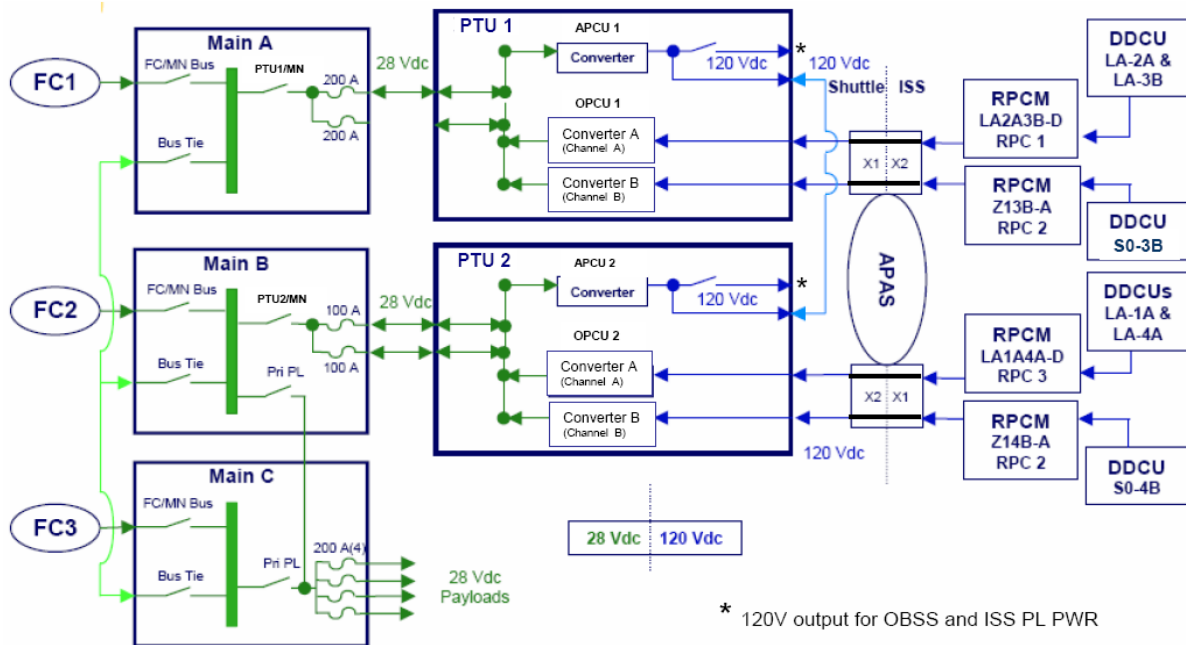 Main A
FC/MN Bus
PTU1/MN
200 A
200 A
Bus Tie
FC1
28 Vdc
PTU 1
APCU 1
Converter
120 Vdc
*
120 Vdc
120 Vdc
OPCU 1
Converter A
(Channel A)
Converter B
(Channel B)
Shuttle
ISS
X1
X2
RPCM
LA2A3B-D
RPC 1
DDCU
LA-2A &
LA-3B
RPCM
Z13B-A
RPC 2
DDCU
S0-3B
APAS
Main B
FC/MN Bus
PTU2/MN
100 A
100 A
Bus Tie
Pri PL
FC2
28 Vdc
PTU 2
APCU 2
Converter
120 Vdc
*
OPCU 2
Converter A
(Channel A)
Converter B
(Channel B)
120 Vdc
X2
X1
RPCM
LA1A4A-D
RPC 3
DDCUs
LA-1A &
LA-4A
RPCM
Z14B-A
RPC 2
DDCU
S0-4B
Main C
FC/MN Bus
Bus Tie
Pri PL
200 A(4)
FC3
28 Vdc
Payloads
28 Vdc
120 Vdc
* 120V output for OBSS and ISS PL PWR